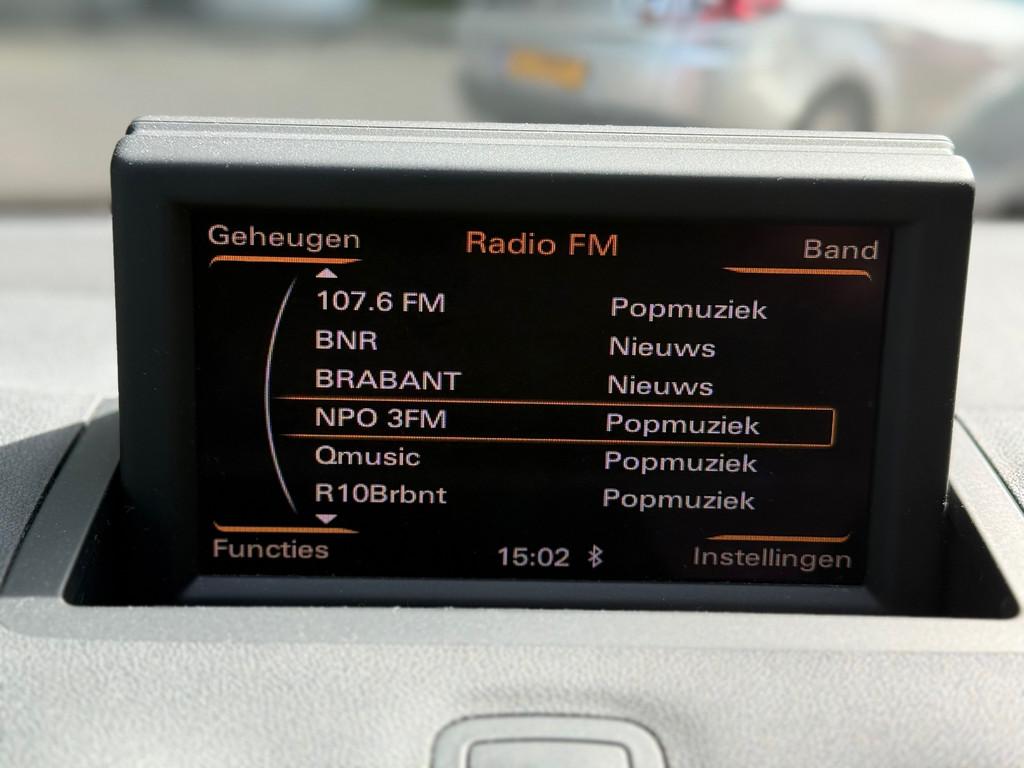 Geheugen Radio FM Band
107.6 FM Popmuziek
BNR Nieuws
BRABANT Nieuws
NPO 3FM Popmuziek
Qmusic Popmuziek
R10Brbnt Popmuziek
Functies 15:02 Instellingen